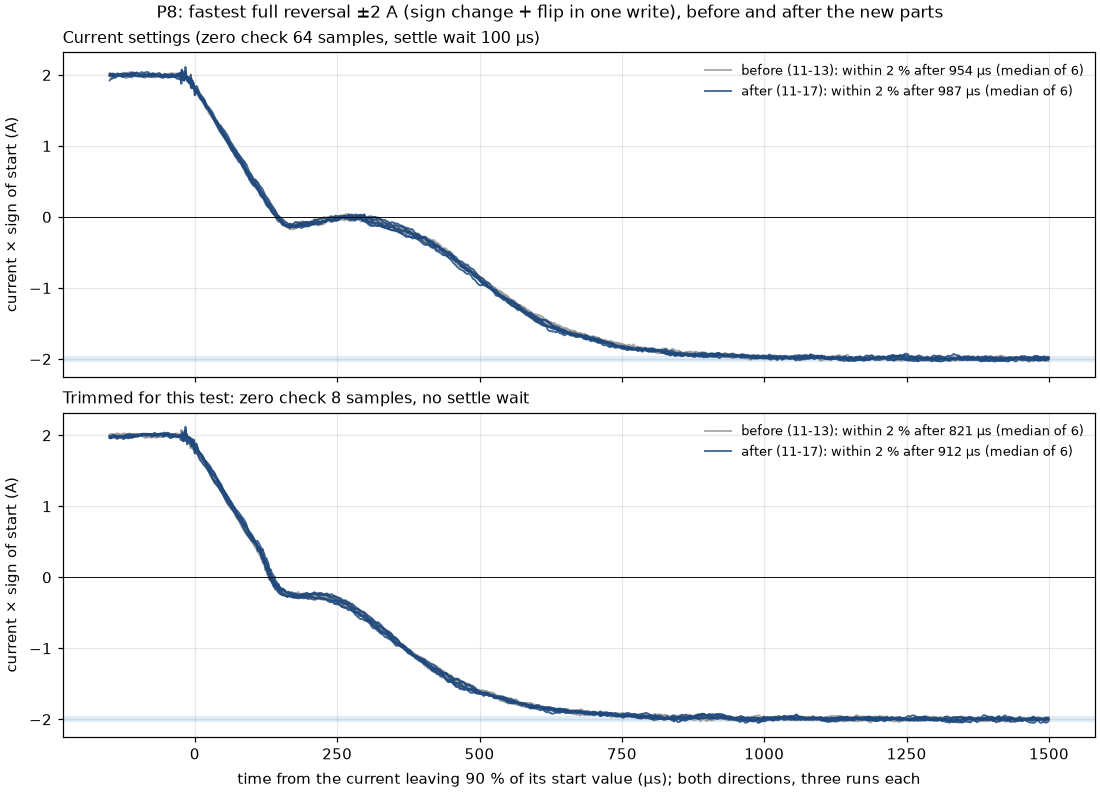 P8: fastest full reversal ±2 A (sign change + flip in one write), before and after the new parts
Current settings (zero check 64 samples, settle wait 100 µs)
before (11-13): within 2 % after 954 µs (median of 6)
after (11-17): within 2 % after 987 µs (median of 6)
current × sign of start (A)
2
1
0
−1
−2
Trimmed for this test: zero check 8 samples, no settle wait
before (11-13): within 2 % after 821 µs (median of 6)
after (11-17): within 2 % after 912 µs (median of 6)
current × sign of start (A)
2
1
0
−1
−2
0 250 500 750 1000 1250 1500
time from the current leaving 90 % of its start value (µs); both directions, three runs each